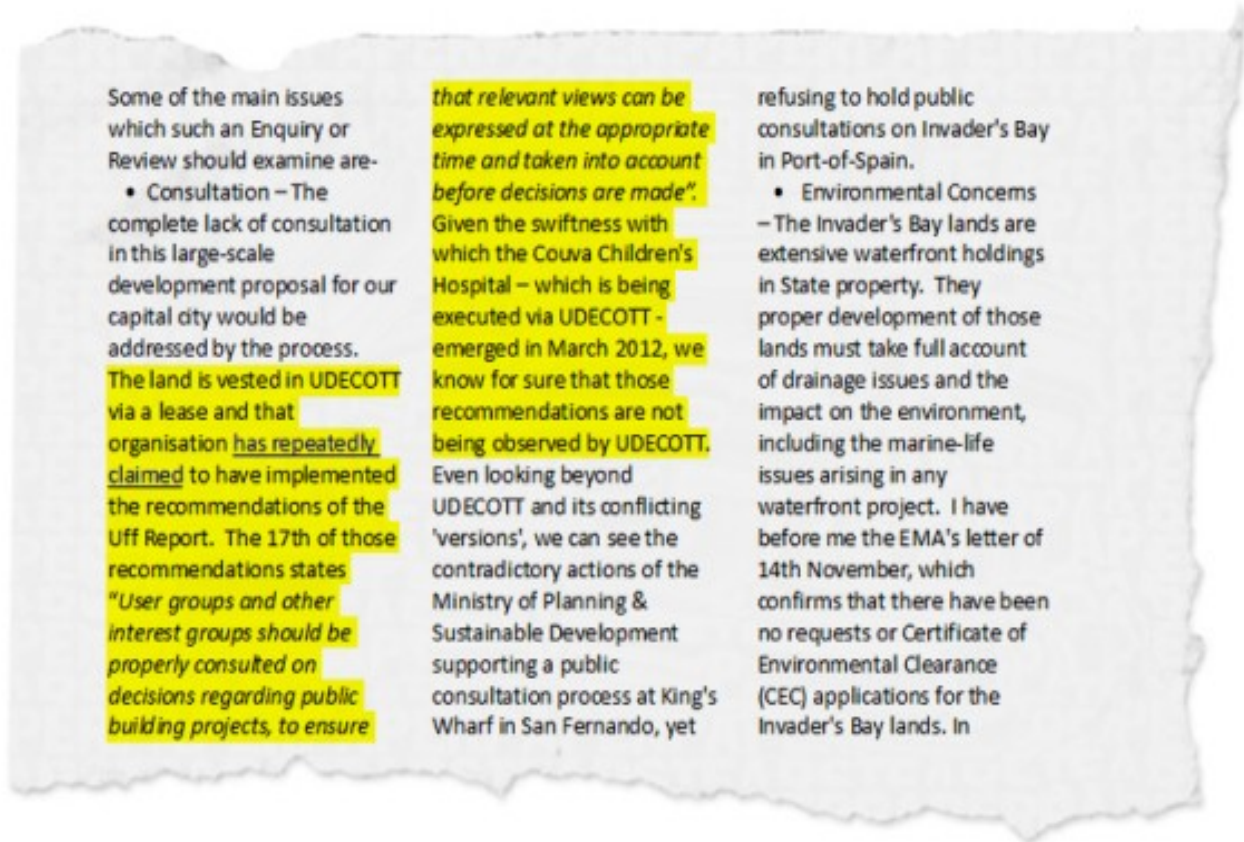 Some of the main issues
which such an Enquiry or
Review should examine are-
• Consultation – The
complete lack of consultation
in this large-scale
development proposal for our
capital city would be
addressed by the process.
The land is vested in UDECOTT
via a lease and that
organisation has repeatedly
claimed to have implemented
the recommendations of the
Uff Report.  The 17th of those
recommendations states
“User groups and other
interest groups should be
properly consulted on
decisions regarding public
building projects, to ensure
that relevant views can be
expressed at the appropriate
time and taken into account
before decisions are made”.
Given the swiftness with
which the Couva Children's
Hospital – which is being
executed via UDECOTT -
emerged in March 2012, we
know for sure that those
recommendations are not
being observed by UDECOTT.
Even looking beyond
UDECOTT and its conflicting
'versions', we can see the
contradictory actions of the
Ministry of Planning &
Sustainable Development
supporting a public
consultation process at King's
Wharf in San Fernando, yet
refusing to hold public
consultations on Invader's Bay
in Port-of-Spain.
• Environmental Concerns
– The Invader's Bay lands are
extensive waterfront holdings
in State property.  They
proper development of those
lands must take full account
of drainage issues and the
impact on the environment,
including the marine-life
issues arising in any
waterfront project.  I have
before me the EMA's letter of
14th November, which
confirms that there have been
no requests or Certificate of
Environmental Clearance
(CEC) applications for the
Invader's Bay lands. In